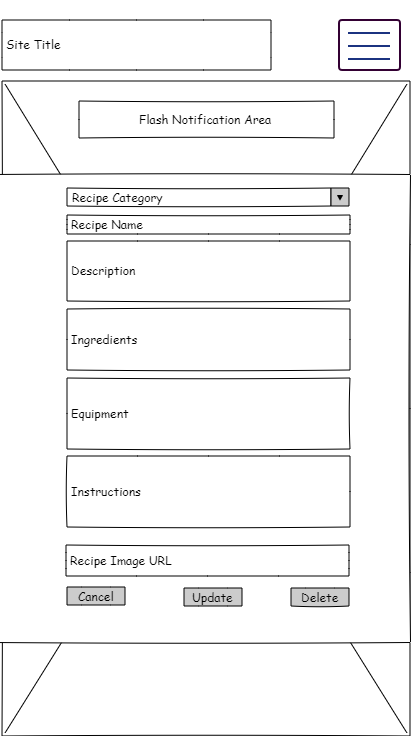 Site Title
Flash Notification Area
Recipe Category
Recipe Name
Description
Ingredients
Equipment
Instructions
Recipe Image URL
Cancel Update Delete